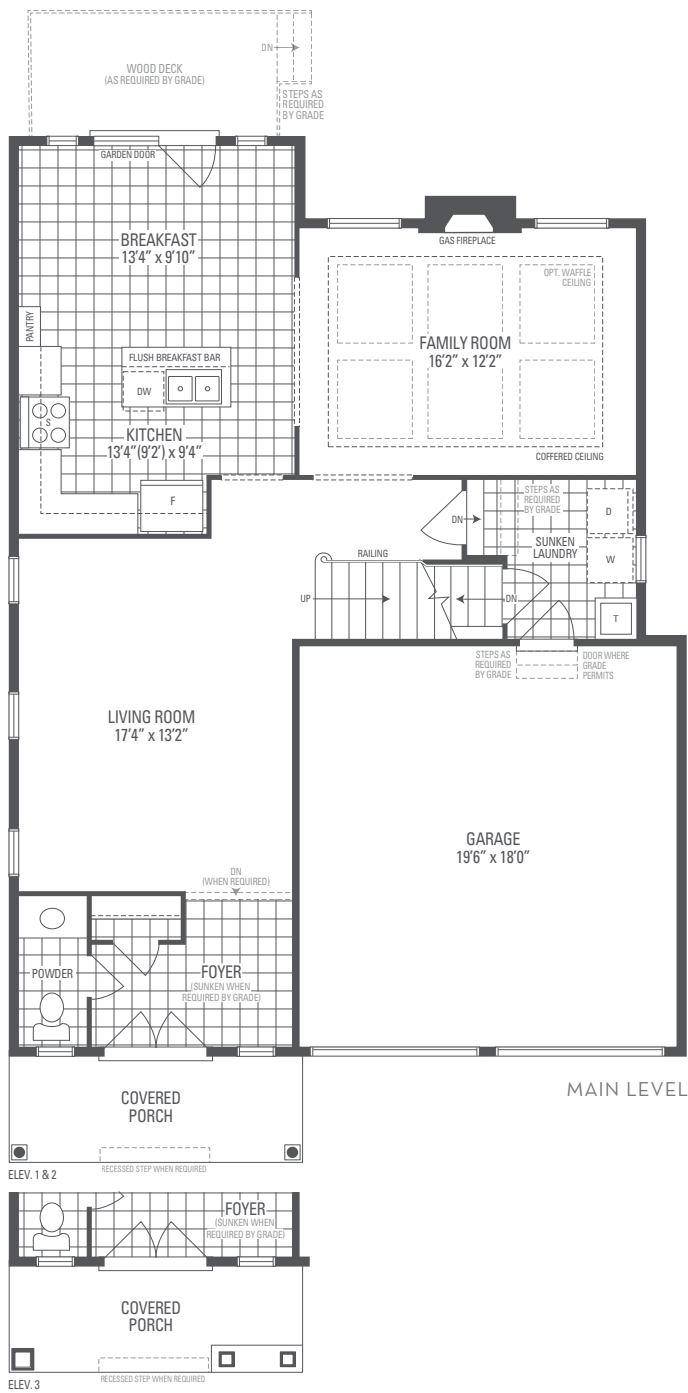 DN
WOOD DECK
(AS REQUIRED BY GRADE)
STEPS AS
REQUIRED
BY GRADE
GARDEN DOOR
BREAKFAST
13'4" x 9'10"
GAS FIREPLACE
OPT. WAFFLE
CEILING
PANTRY
FAMILY ROOM
16'2" x 12'2"
FLUSH BREAKFAST BAR
DW
S
KITCHEN
13'4"(9'2') x 9'4"
COFFERED CEILING
F
STEPS AS
REQUIRED
BY GRADE
D
DN
SUNKEN
LAUNDRY
RAILING
W
UP
DN
T
STEPS AS
REQUIRED
BY GRADE
DOOR WHERE
GRADE
PERMITS
LIVING ROOM
17'4" x 13'2"
GARAGE
19'6" x 18'0"
DN
(WHEN REQUIRED)
POWDER
FOYER
(SUNKEN WHEN
REQUIRED BY GRADE)
MAIN LEVEL
COVERED
PORCH
RECESSED STEP WHEN REQUIRED
ELEV. 1 & 2
FOYER
(SUNKEN WHEN
REQUIRED BY GRADE)
COVERED
PORCH
RECESSED STEP WHEN REQUIRED
ELEV. 3